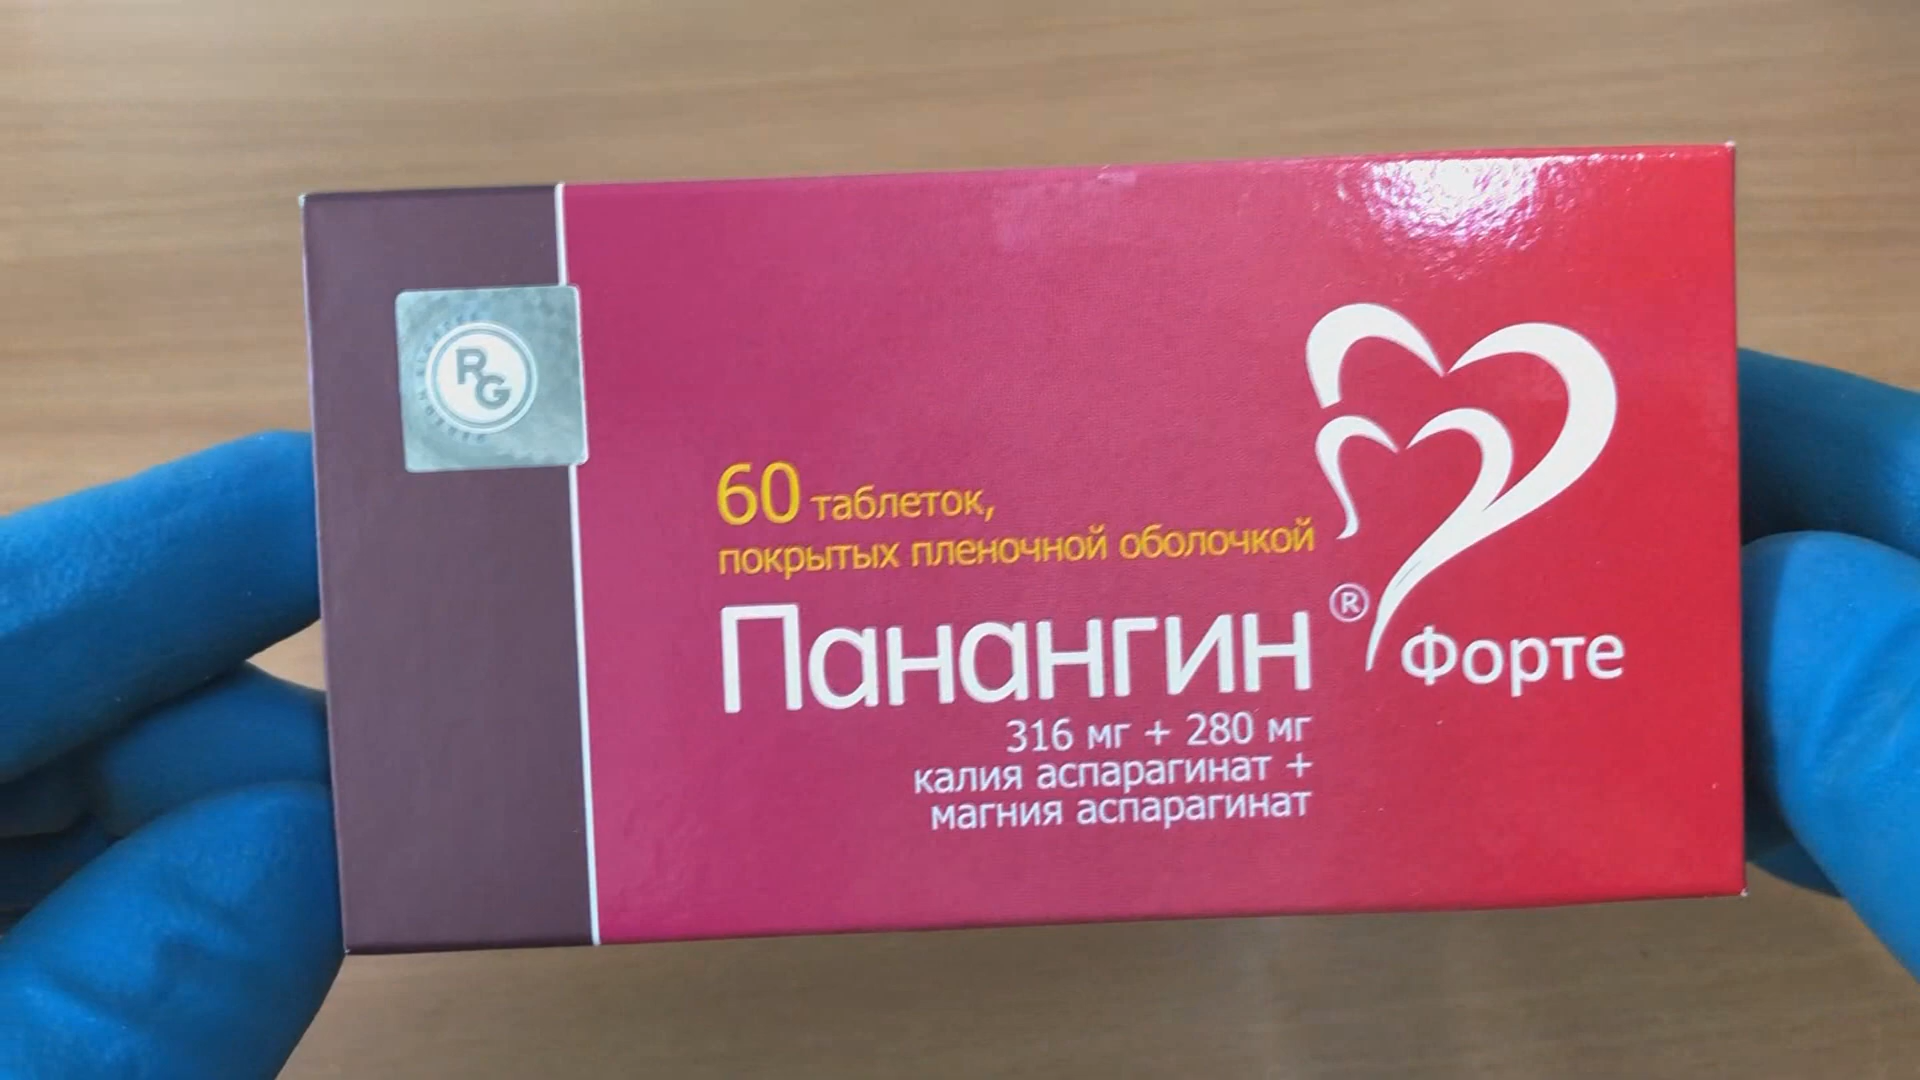 RG
60 таблеток,
покрытых пленочной оболочкой
Панангин® Форте
316 мг + 280 мг
калия аспарагинат +
магния аспарагинат